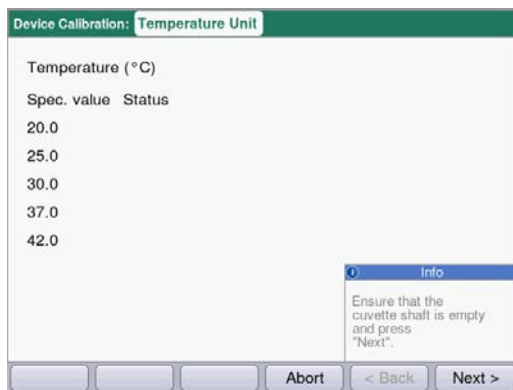 Device Calibration: Temperature Unit
Temperature (°C)
Spec. value Status
20.0
25.0
30.0
37.0
42.0
Info
Ensure that the
cuvette shaft is empty
and press
"Next".
Abort
< Back
Next >